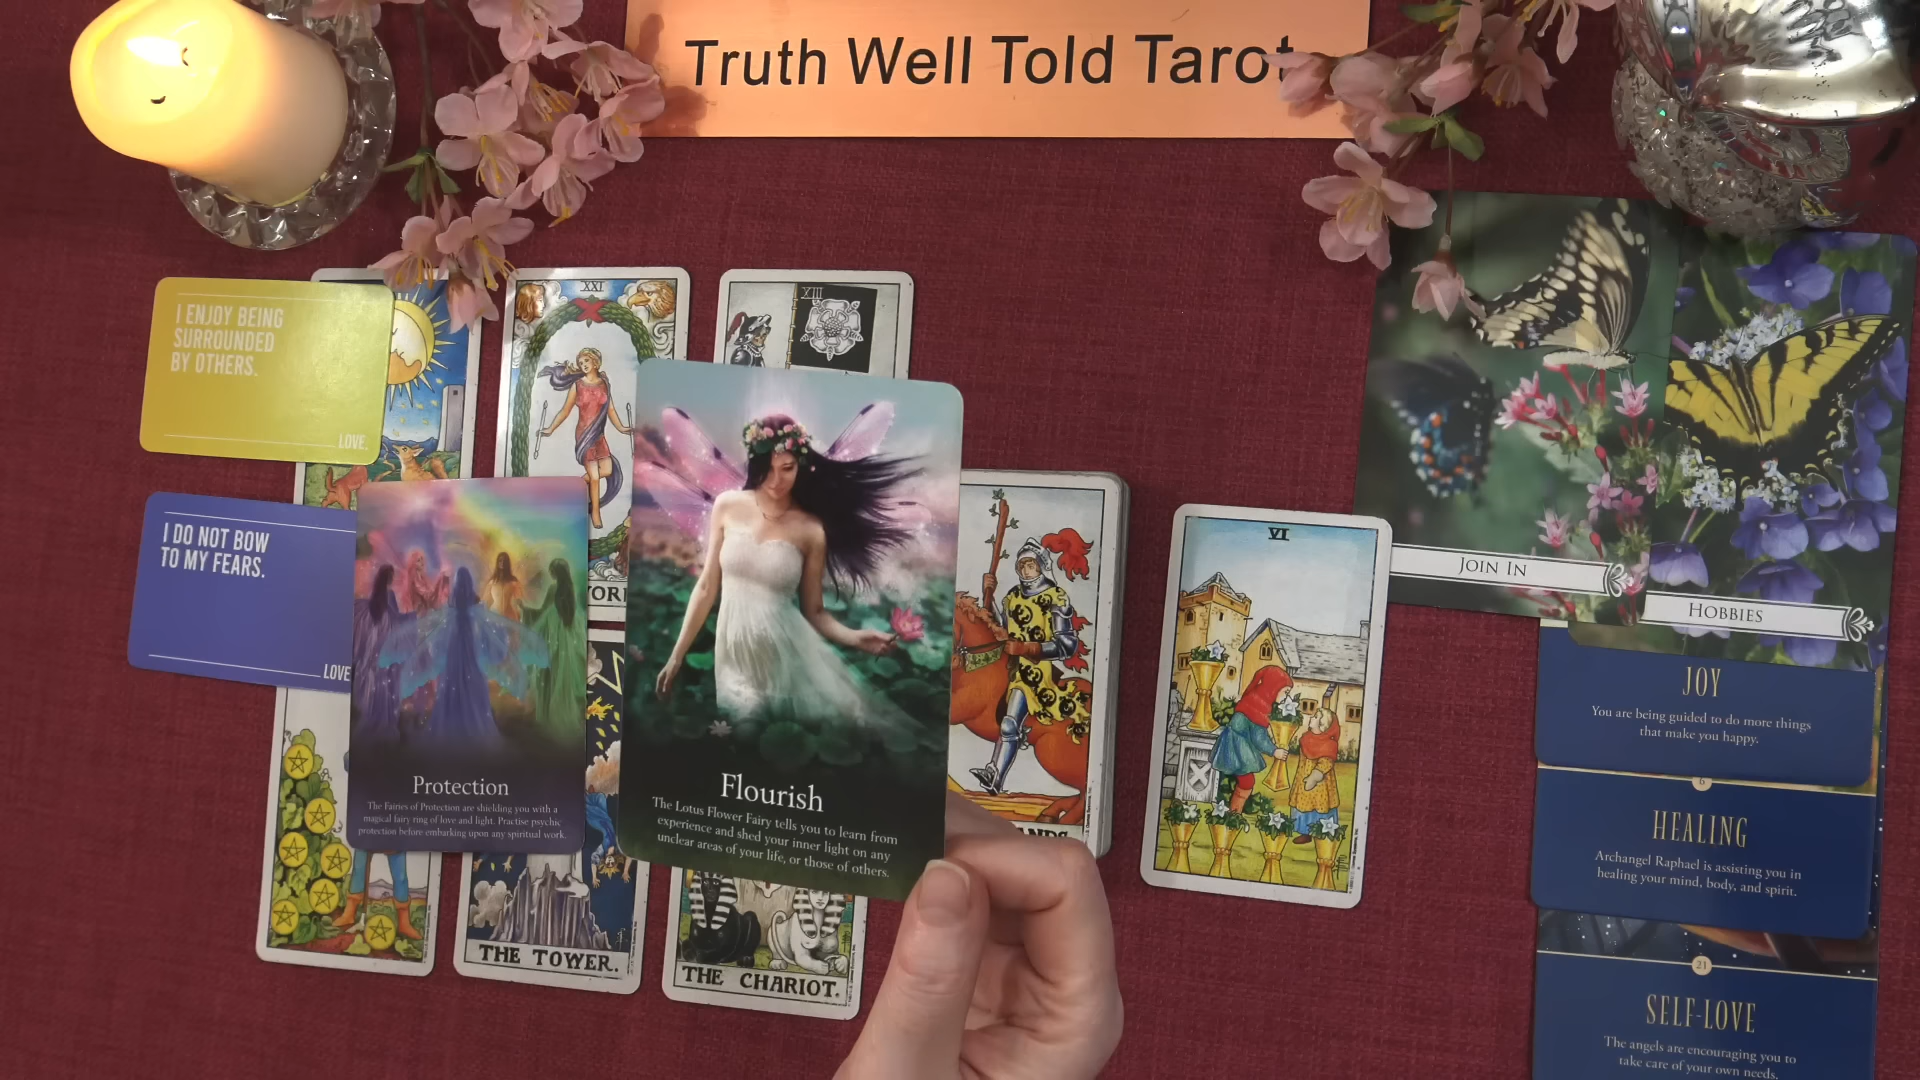 Truth Well Told Tarot
I ENJOY BEING
SURROUNDED
BY OTHERS.
LOVE.
I DO NOT BOW
TO MY FEARS.
LOVE
XXI
XIII
Protection
The Fairies of Protection are shielding you with a
magical fairy ring of love and light. Practise psychic
protection before embarking upon any spiritual work.
Flourish
The Lotus Flower Fairy tells you to learn from
experience and shed your inner light on any
unclear areas of your life, or those of others.
THE TOWER.
THE CHARIOT.
VI
JOIN IN
HOBBIES
JOY
You are being guided to do more things
that make you happy.
6
HEALING
Archangel Raphael is assisting you in
healing your mind, body, and spirit.
21
SELF-LOVE
The angels are encouraging you to
take care of your own needs.